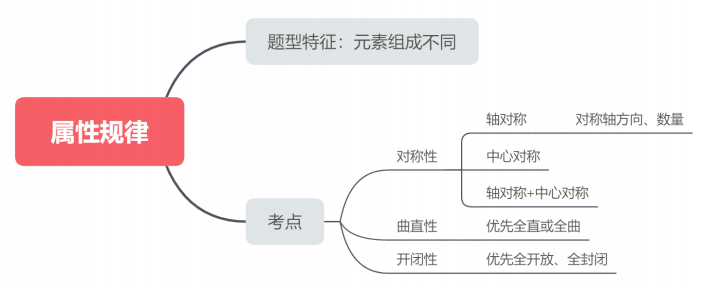 题型特征：元素组成不同
属性规律
考点
对称性
轴对称
对称轴方向、数量
中心对称
轴对称+中心对称
曲直性
优先全直或全曲
开闭性
优先全开放、全封闭